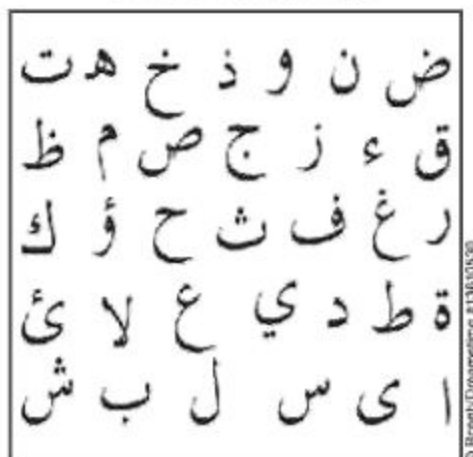 ض ن و ذ خ ه ت
ق ء ز ج ص م ظ
ر غ ف ث ح ؤ ك
ة ط د ي ع لا ئ
ا ى س ل ب ش